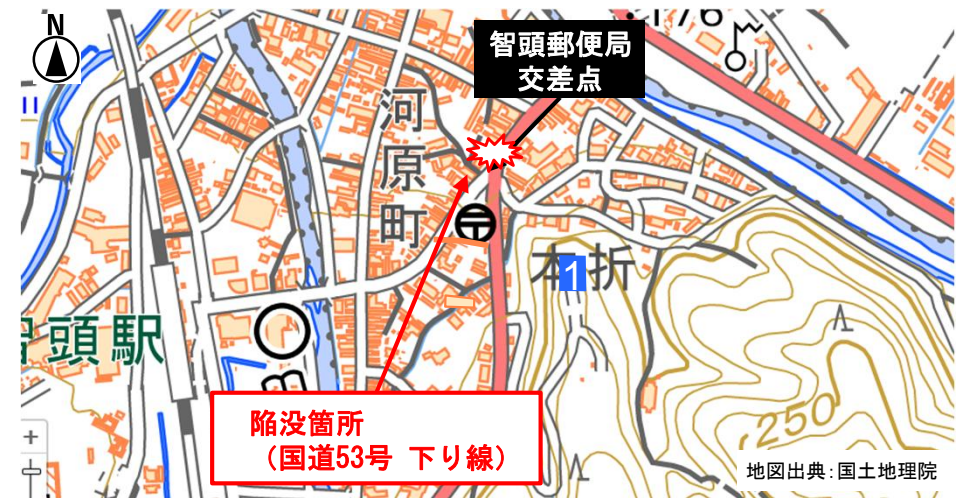 N
・176
智頭郵便局
交差点
河原町
本折
1
智頭駅
陥没箇所
(国道53号 下り線)
250
地図出典:国土地理院